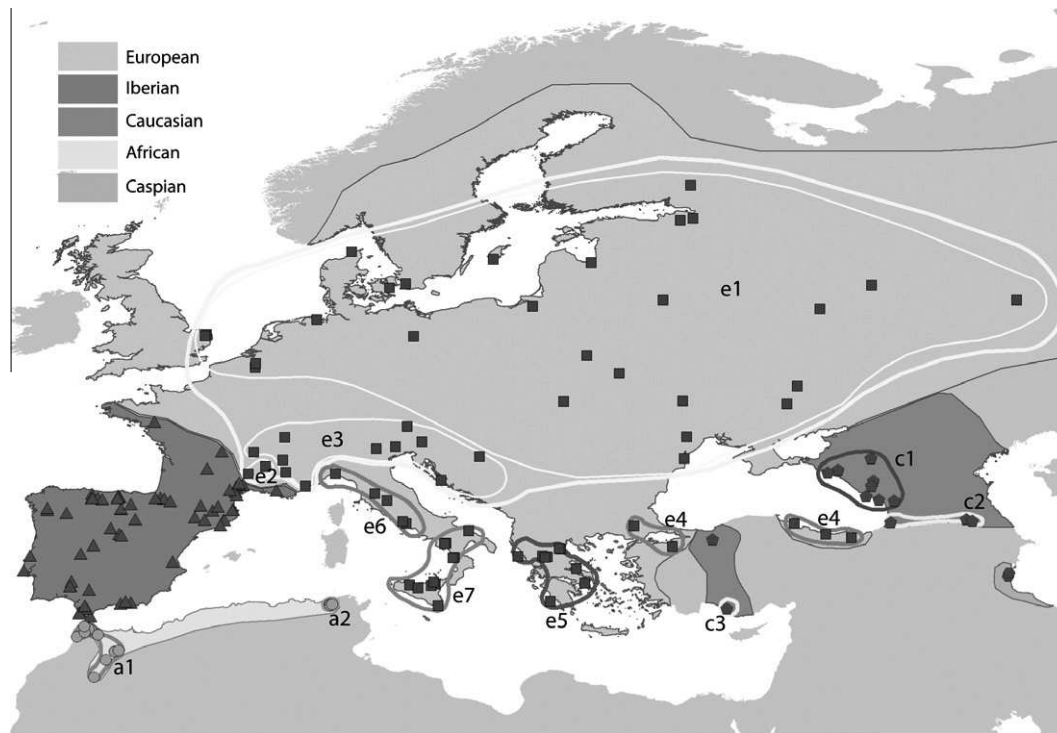 European
Iberian
Caucasian
African
Caspian
e1
e3
e2
c1
c2
e4
e4
e6
e7
e5
c3
a2
a1